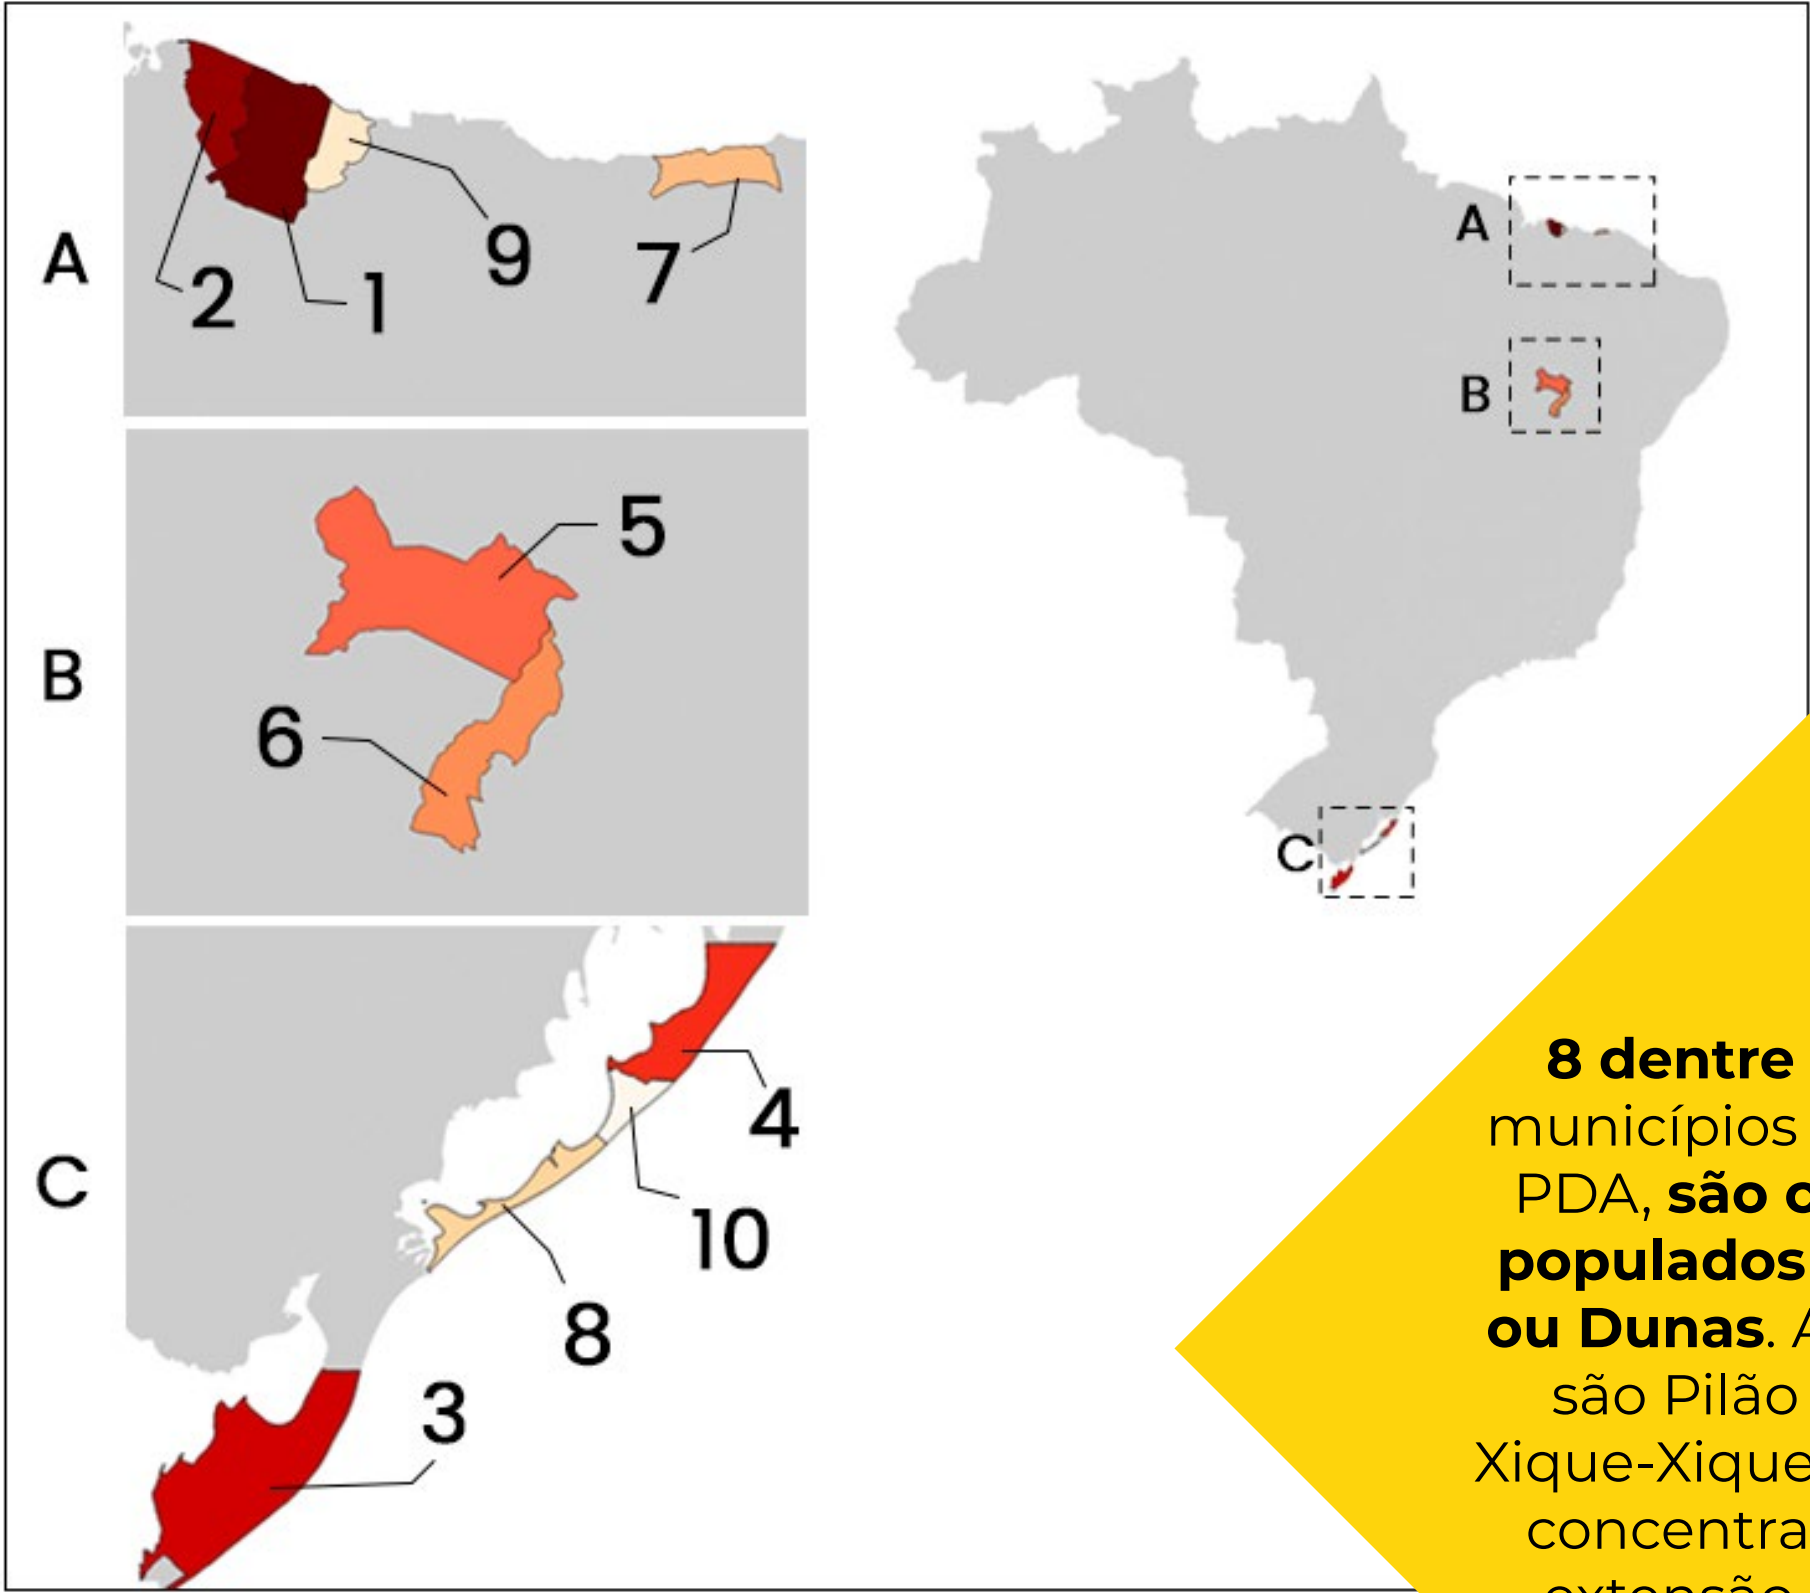 A
2
1
9
7
B
5
6
C
4
10
8
3
A
B
C
8 dentre
municípios
PDA, são
populados
ou Dunas. A
são Pilão
Xique-Xique
concentra
extensão